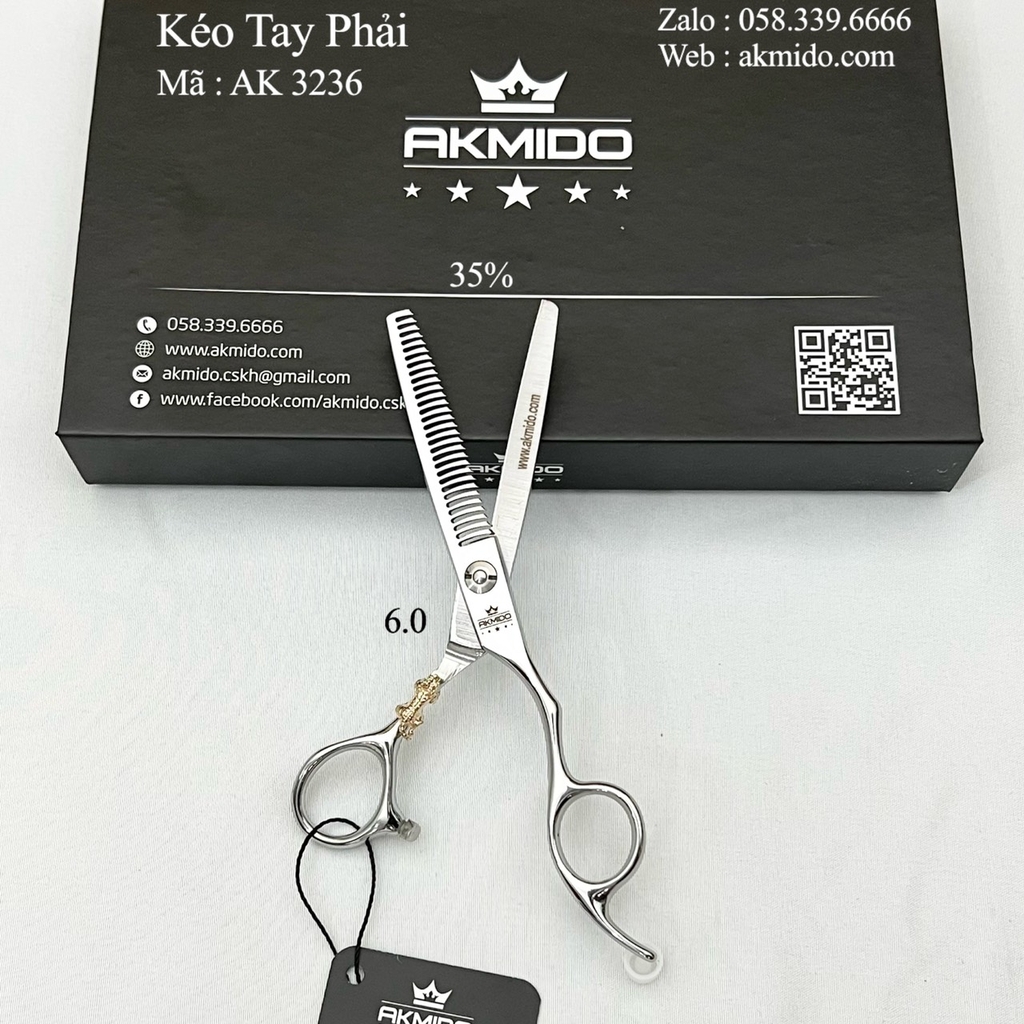 Kéo Tay Phải
Mã : AK 3236
Zalo : 058.339.6666
Web : akmido.com
AKMIDO
35%
058.339.6666
www.akmido.com
akmido.cskh@gmail.com
www.facebook.com/akmido.csk
www.akmido.com
AKMIDO
AKMIDO
6.0
AKMIDO